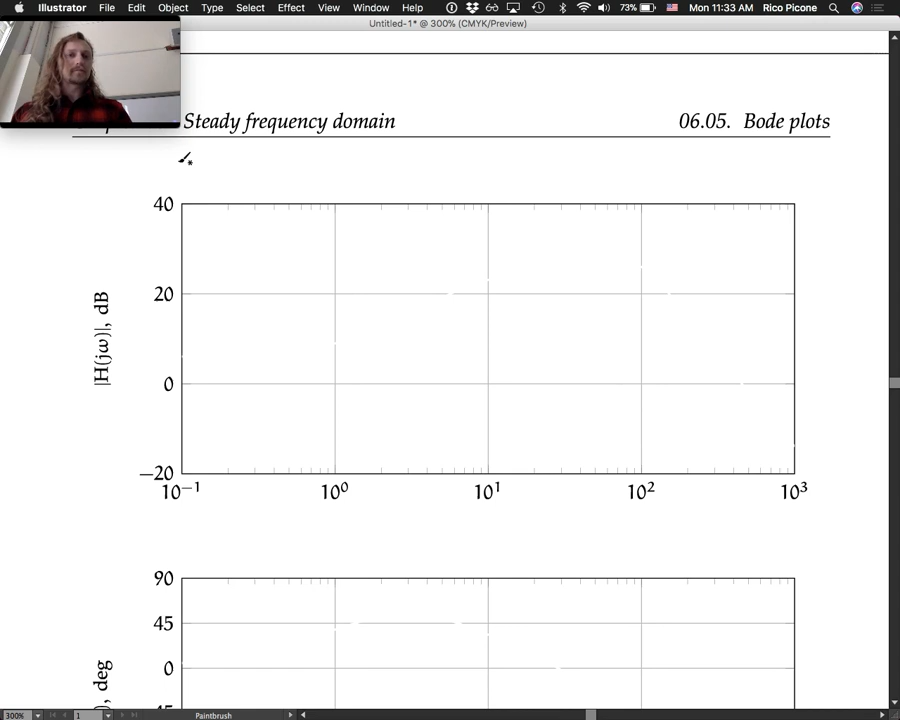 Illustrator File Edit Object Type Select Effect View Window Help 73% Mon 11:33 AM Rico Picone
Untitled-1* @ 300% (CMYK/Preview)
Steady frequency domain 06.05. Bode plots
40
20
0
−20
|H(jω)|, dB
10−1 100 101 102 103
90
45
0
deg
300% 1 Paintbrush